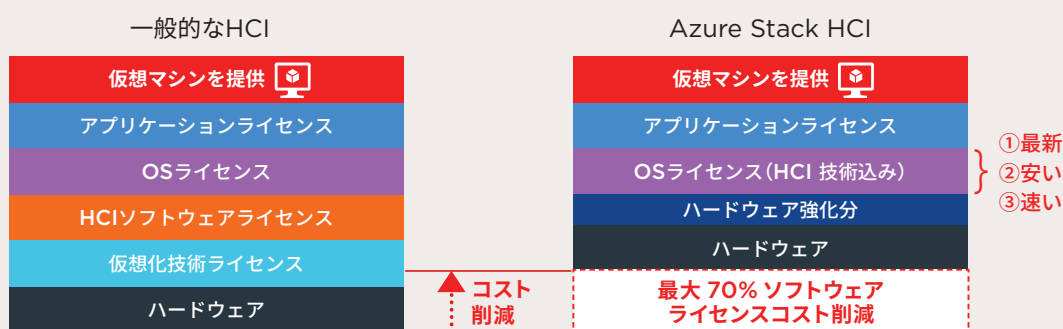 一般的なHCI
仮想マシンを提供
アプリケーションライセンス
OSライセンス
HCIソフトウェアライセンス
仮想化技術ライセンス
ハードウェア
コスト
削減
Azure Stack HCI
仮想マシンを提供
アプリケーションライセンス
OSライセンス（HCI 技術込み）
ハードウェア強化分
ハードウェア
最大 70% ソフトウェア
ライセンスコスト削減
①最新
②安い
③速い